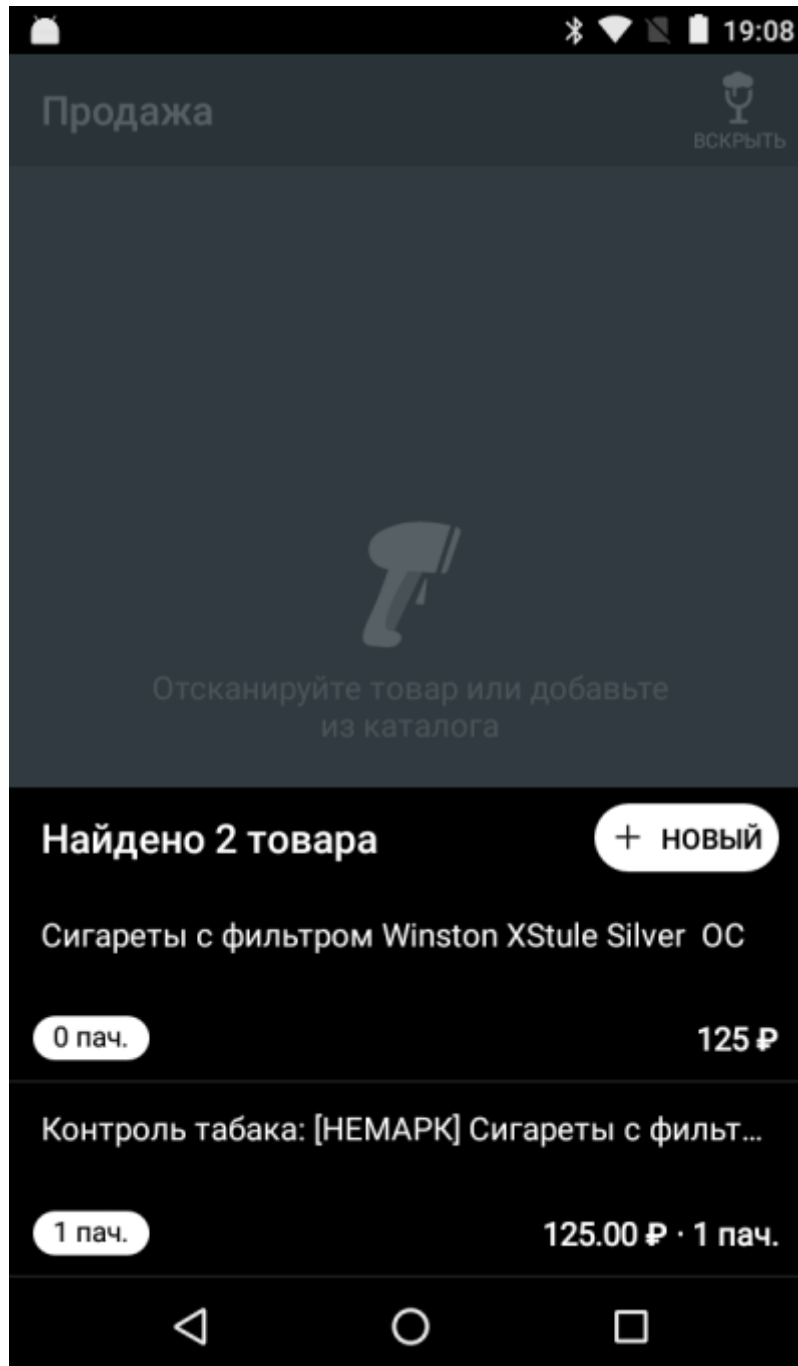 19:08
Продажа
ВСКРЫТЬ
Отсканируйте товар или добавьте
из каталога
Найдено 2 товара
+ НОВЫЙ
Сигареты с фильтром Winston XStule Silver ОС
0 пач.
125 ₽
Контроль табака: [НЕМАРК] Сигареты с фильт...
1 пач.
125.00 ₽ · 1 пач.